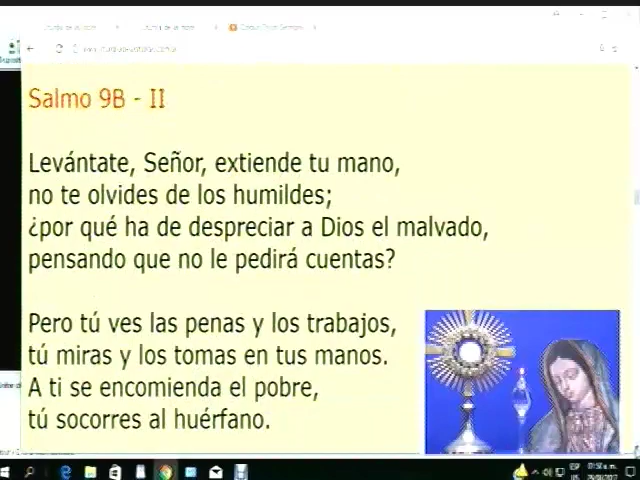 Salmo 9B - II
Levántate, Señor, extiende tu mano,
no te olvides de los humildes;
¿por qué ha de despreciar a Dios el malvado,
pensando que no le pedirá cuentas?
Pero tú ves las penas y los trabajos,
tú miras y los tomas en tus manos.
A ti se encomienda el pobre,
tú socorres al huérfano.
ESP